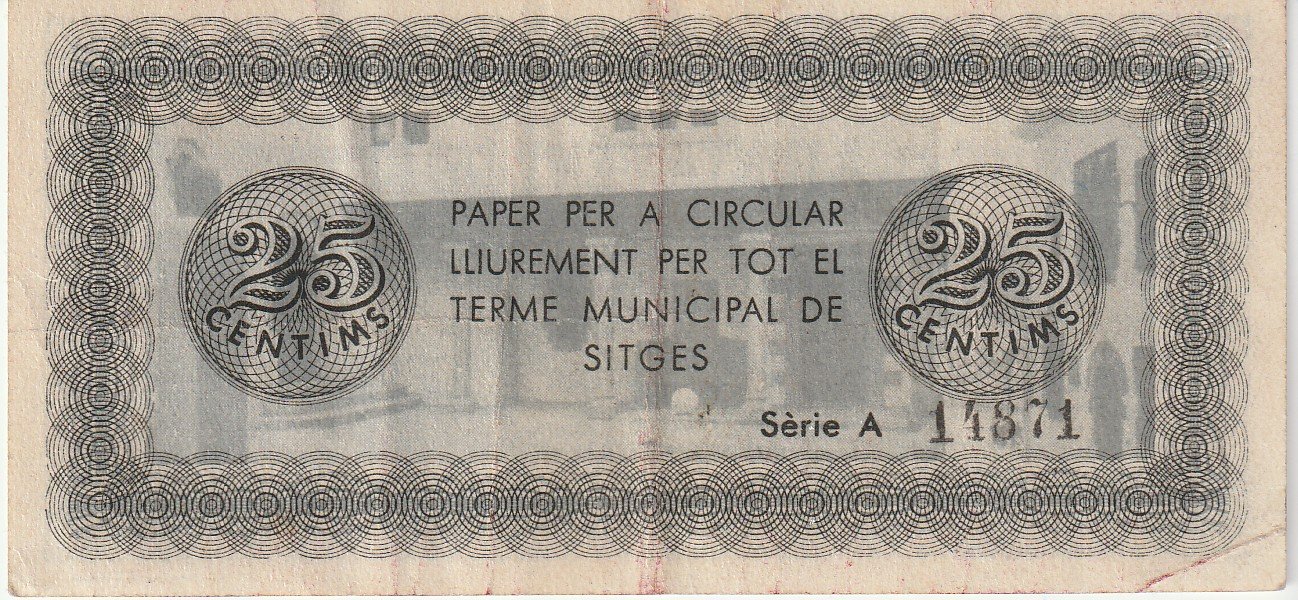 25
CENTIMS
PAPER PER A CIRCULAR
LLIUREMENT PER TOT EL
TERME MUNICIPAL DE
SITGES
25
CENTIMS
Sèrie A 14871